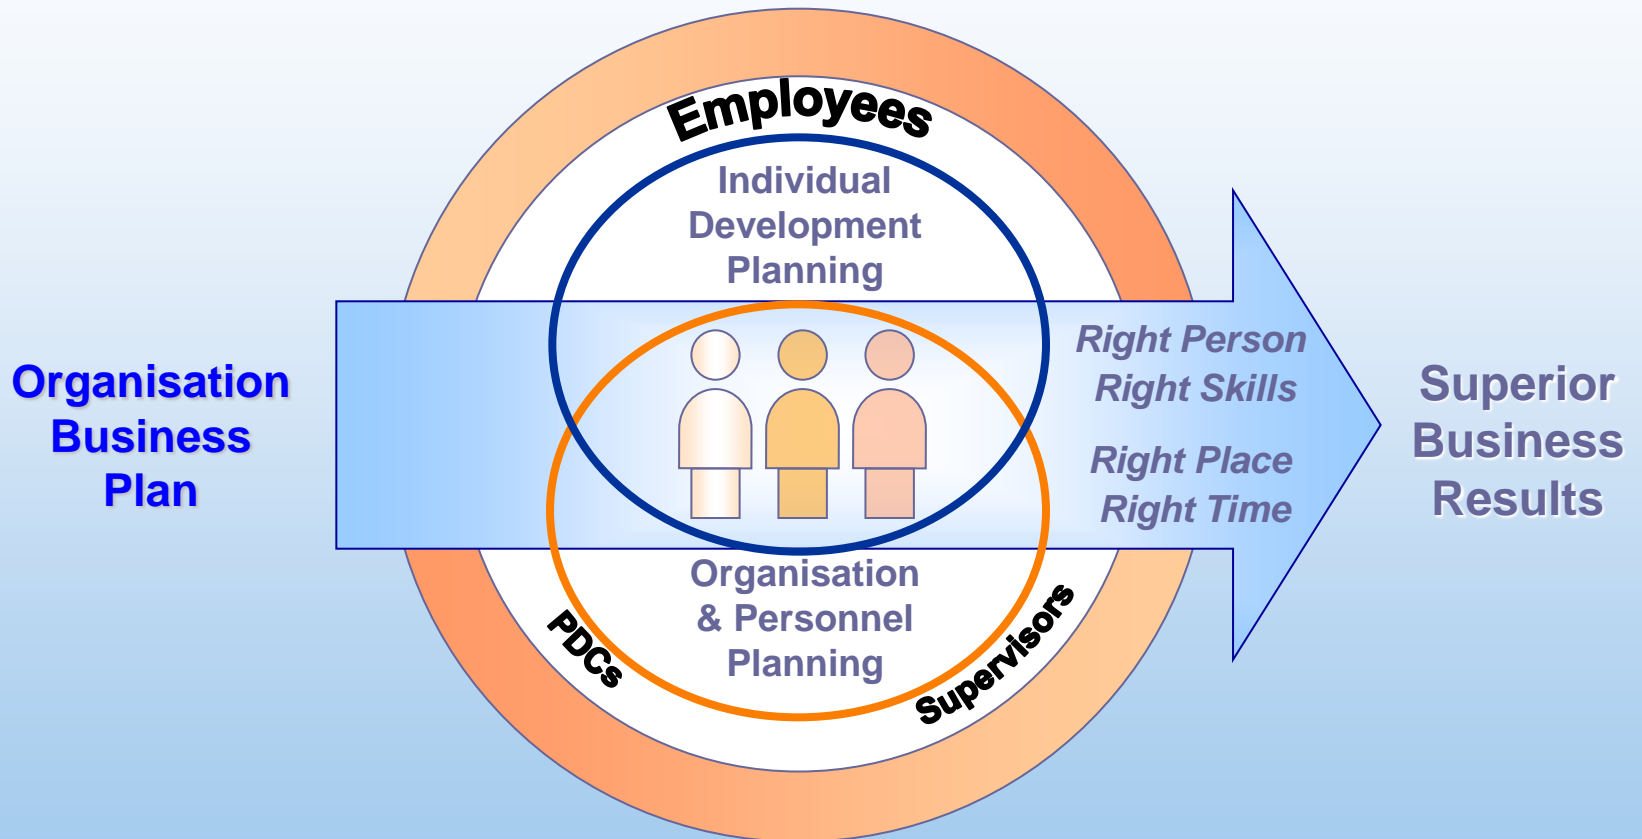 Employees
Individual
Development
Planning
Organisation
Business
Plan
Right Person
Right Skills
Right Place
Right Time
Superior
Business
Results
Organisation
& Personnel
Planning
PDCs
Supervisors